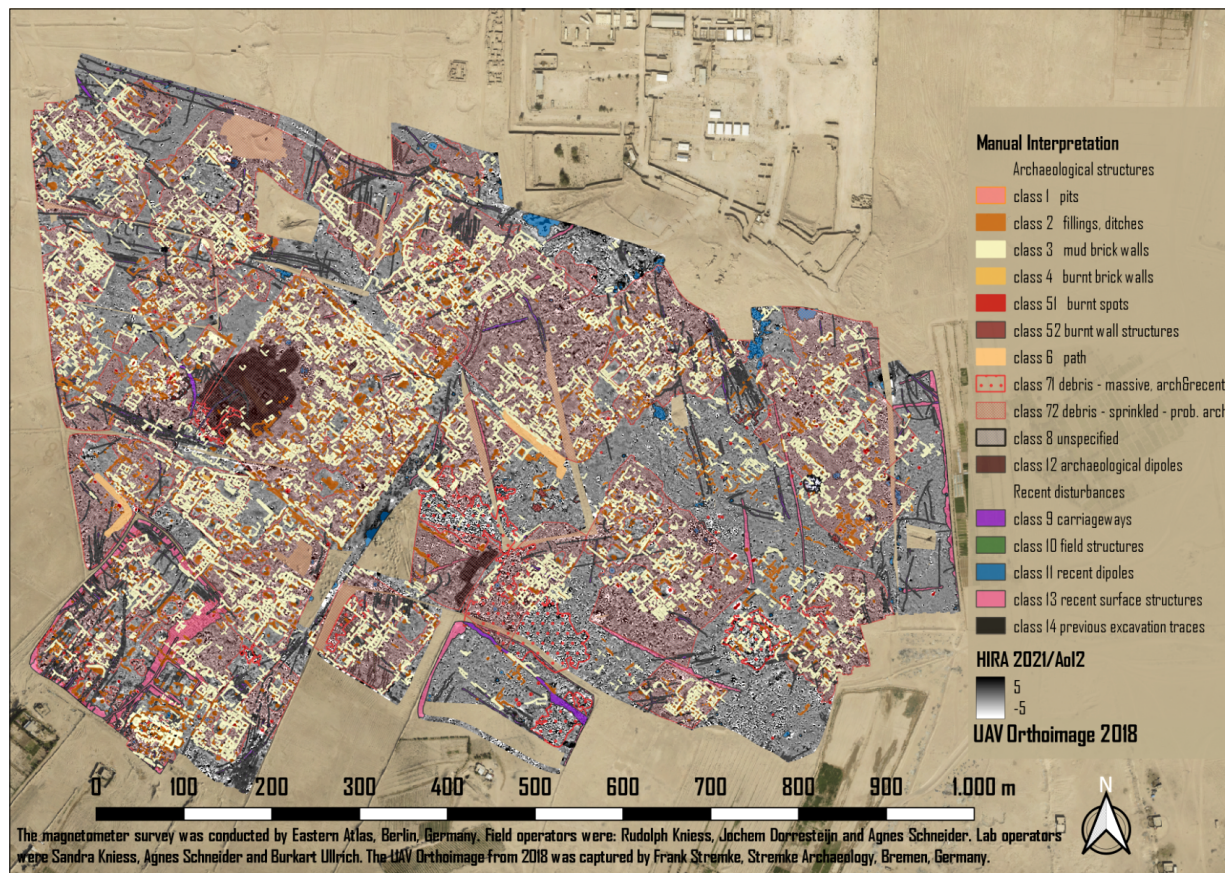 Manual Interpretation
Archaeological structures
class 1 pits
class 2 fillings, ditches
class 3 mud brick walls
class 4 burnt brick walls
class 51 burnt spots
class 52 burnt wall structures
class 6 path
class 71 debris - massive, arch&recent
class 72 debris - sprinkled - prob. arch
class 8 unspecified
class 12 archaeological dipoles
Recent disturbances
class 9 carriageways
class 10 field structures
class 11 recent dipoles
class 13 recent surface structures
class 14 previous excavation traces
HIRA 2021/AoI2
5
-5
UAV Orthoimage 2018
0 100 200 300 400 500 600 700 800 900 1.000 m
N
The magnetometer survey was conducted by Eastern Atlas, Berlin, Germany. Field operators were: Rudolph Kniess, Jochem Dorresteijn and Agnes Schneider. Lab operators
were Sandra Kniess, Agnes Schneider and Burkart Ullrich. The UAV Orthoimage from 2018 was captured by Frank Stremke, Stremke Archaeology, Bremen, Germany.